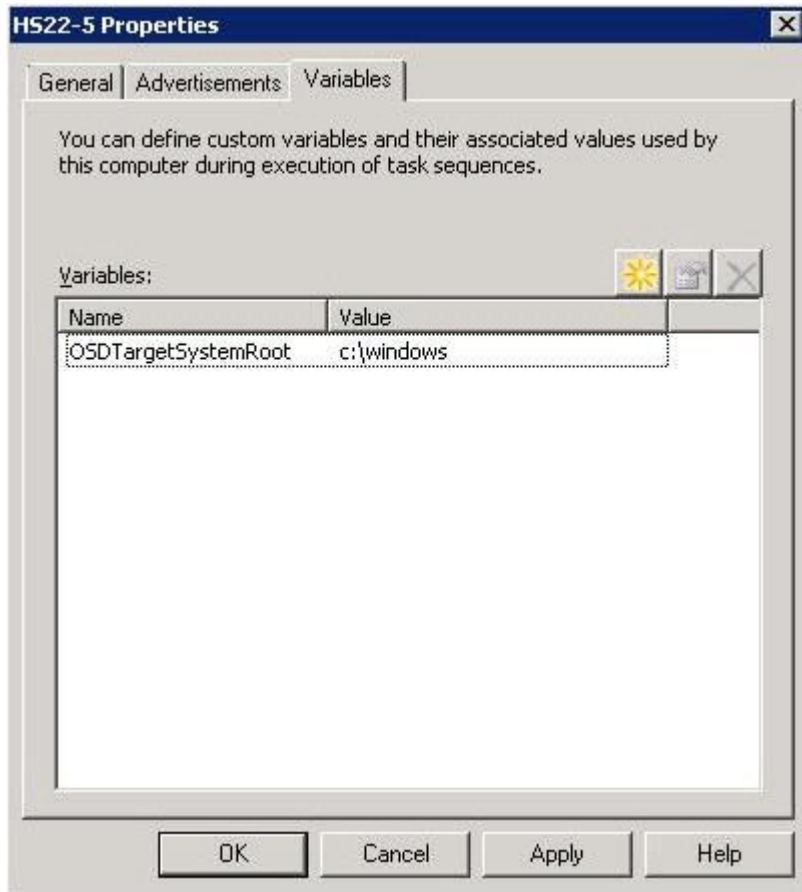 HS22-5 Properties
General Advertisements Variables
You can define custom variables and their associated values used by
this computer during execution of task sequences.
Variables:
Name Value
OSDTargetSystemRoot c:\windows
OK Cancel Apply Help